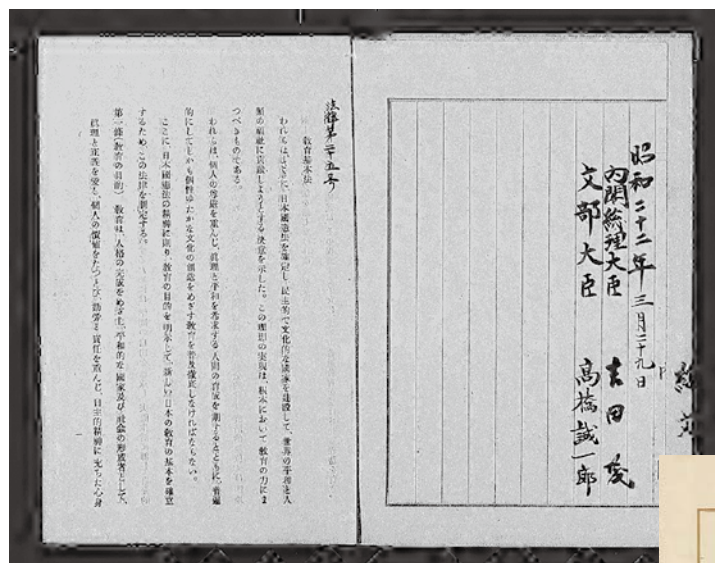 昭和二十二年三月二十九日
内閣総理大臣 吉田茂
文部大臣 高橋誠一郎
法律第二十五号
教育基本法
われらは、さきに、日本國憲法を確定し、民主的で文化的な國家を建設して、世界の平和と人
類の福祉に貢献しようとする決意を示した。この理想の実現は、根本において教育の力にま
つべきものである。
われらは、個人の尊厳を重んじ、眞理と平和を希求する人間の育成を期するとともに、普遍
的にしてしかも個性ゆたかな文化の創造をめざす教育を普及徹底しなければならない。
ここに、日本國憲法の精神に則り、教育の目的を明示して、新しい日本の教育の基本を確立
するため、この法律を制定する。
第一條(教育の目的) 教育は、人格の完成をめざし、平和的な國家及び社会の形成者として、
眞理と正義を愛し、個人の價値をたつとび、勤労と責任を重んじ、自主的精神に充ちた心身